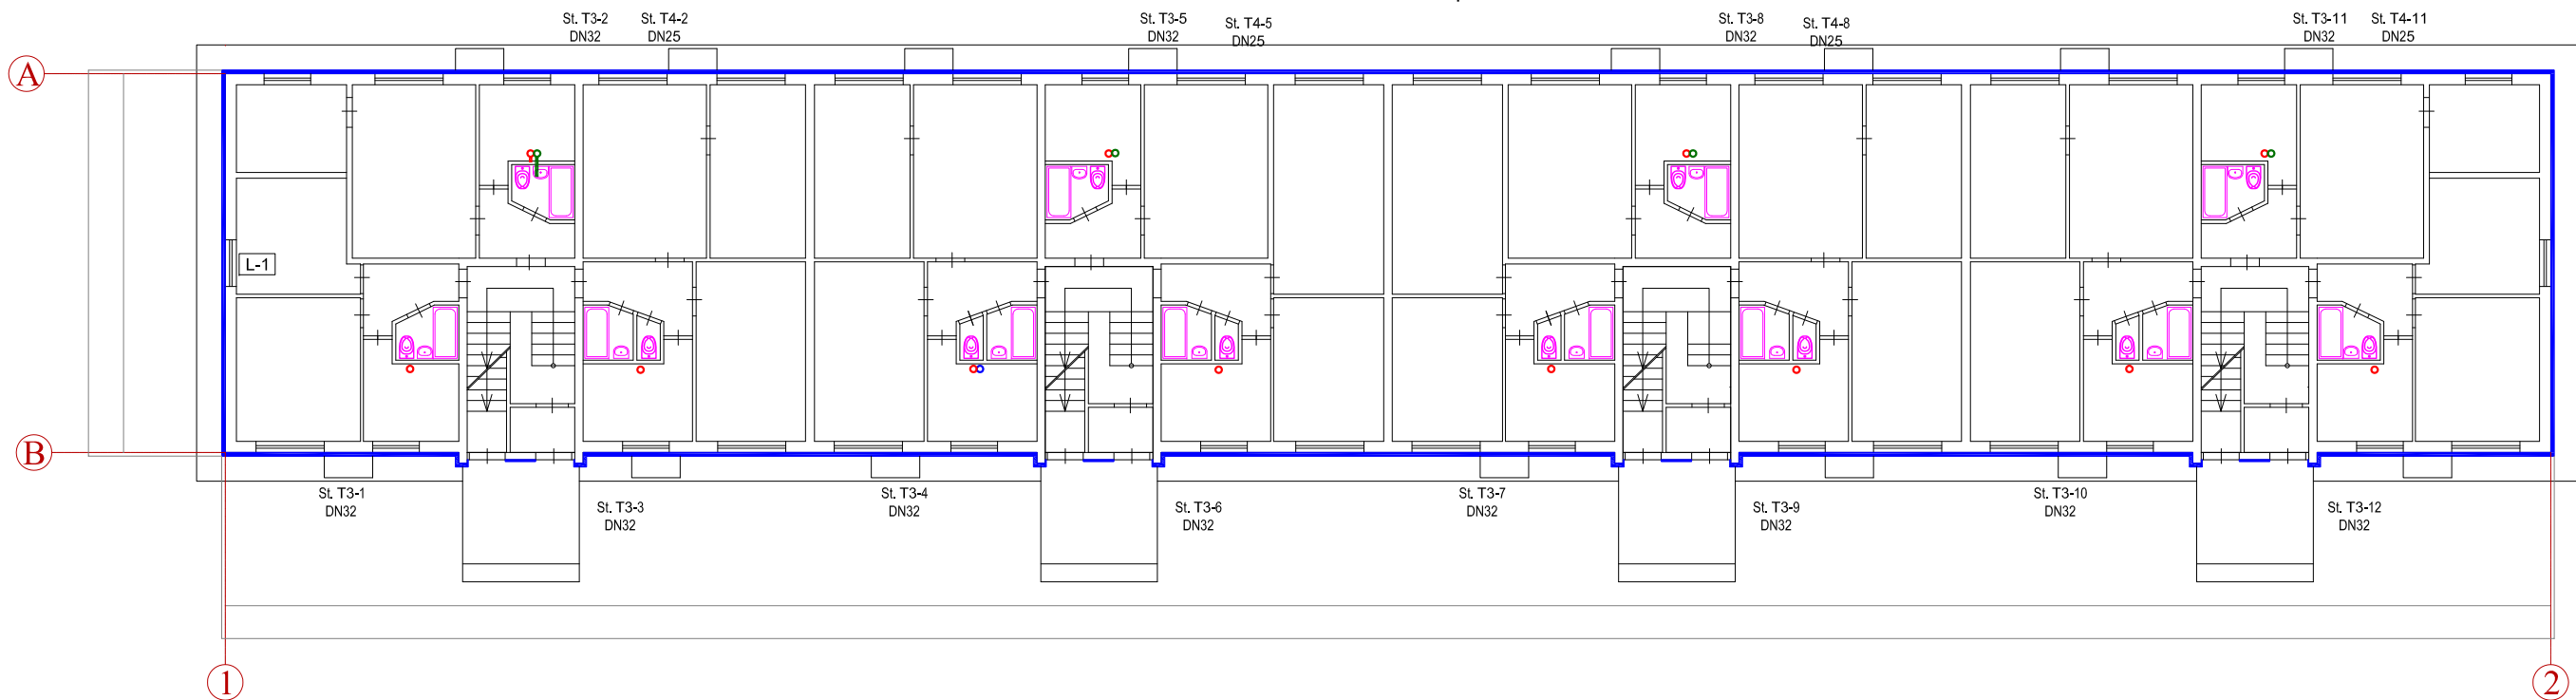 St. T3-2 St. T4-2 St. T3-5 St. T4-5 St. T3-8 St. T4-8 St. T3-11 St. T4-11
DN32 DN25 DN32 DN25 DN32 DN25 DN32 DN25
A
L-1
B
St. T3-1 St. T3-3 St. T3-4 St. T3-6 St. T3-7 St. T3-9 St. T3-10 St. T3-12
DN32 DN32 DN32 DN32 DN32 DN32 DN32 DN32
1 2